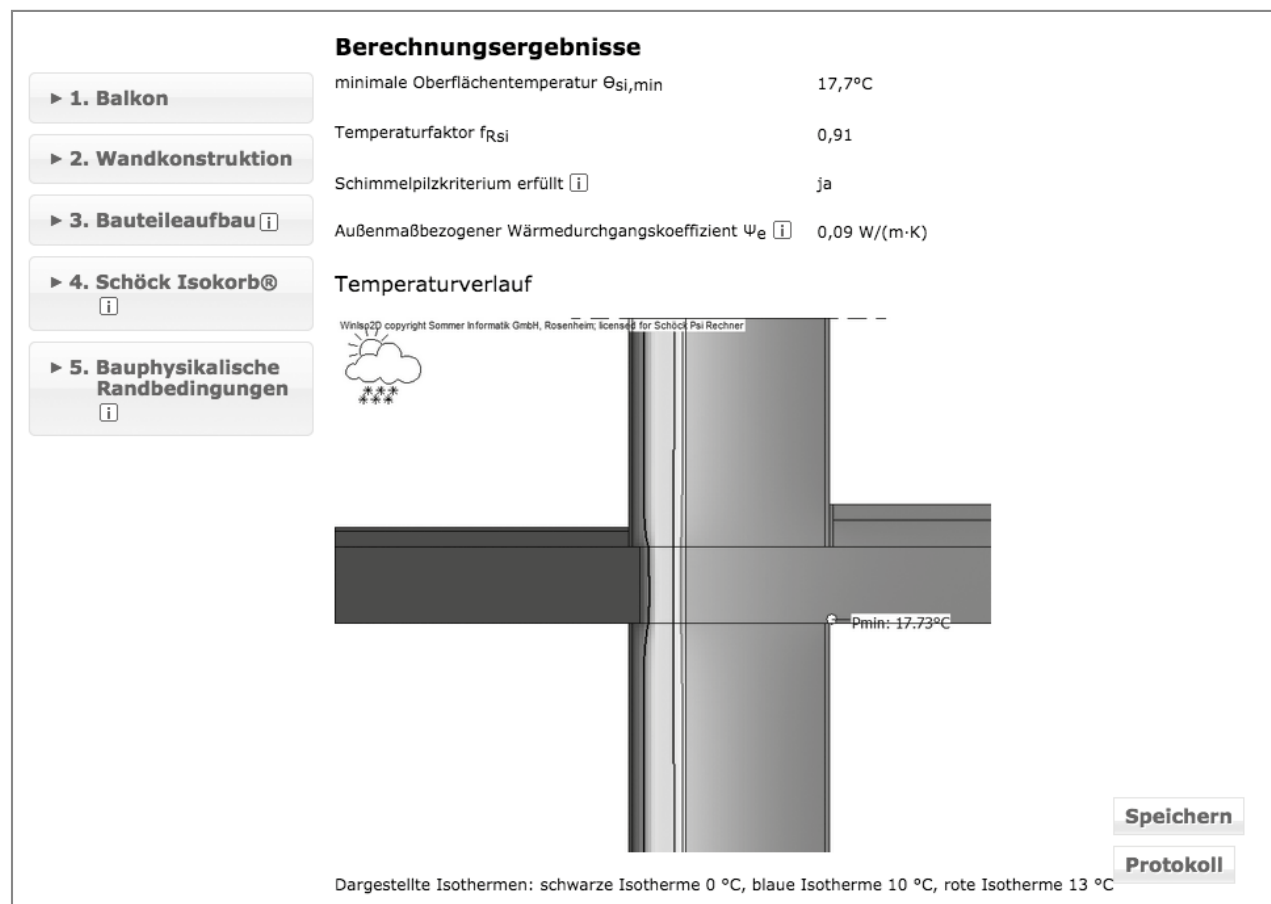 Berechnungsergebnisse
▶ 1. Balkon
▶ 2. Wandkonstruktion
▶ 3. Bauteileaufbau i
▶ 4. Schöck Isokorb®
i
▶ 5. Bauphysikalische
Randbedingungen
i
minimale Oberflächentemperatur Θsi,min 17,7°C
Temperaturfaktor fRsi 0,91
Schimmelpilzkriterium erfüllt i ja
Außenmaßbezogener Wärmedurchgangskoeffizient Ψe i 0,09 W/(m·K)
Temperaturverlauf
WinIso2D copyright Sommer Informatik GmbH, Rosenheim; licensed for Schöck Psi Rechner
Pmin: 17.73°C
Speichern
Protokoll
Dargestellte Isothermen: schwarze Isotherme 0 °C, blaue Isotherme 10 °C, rote Isotherme 13 °C